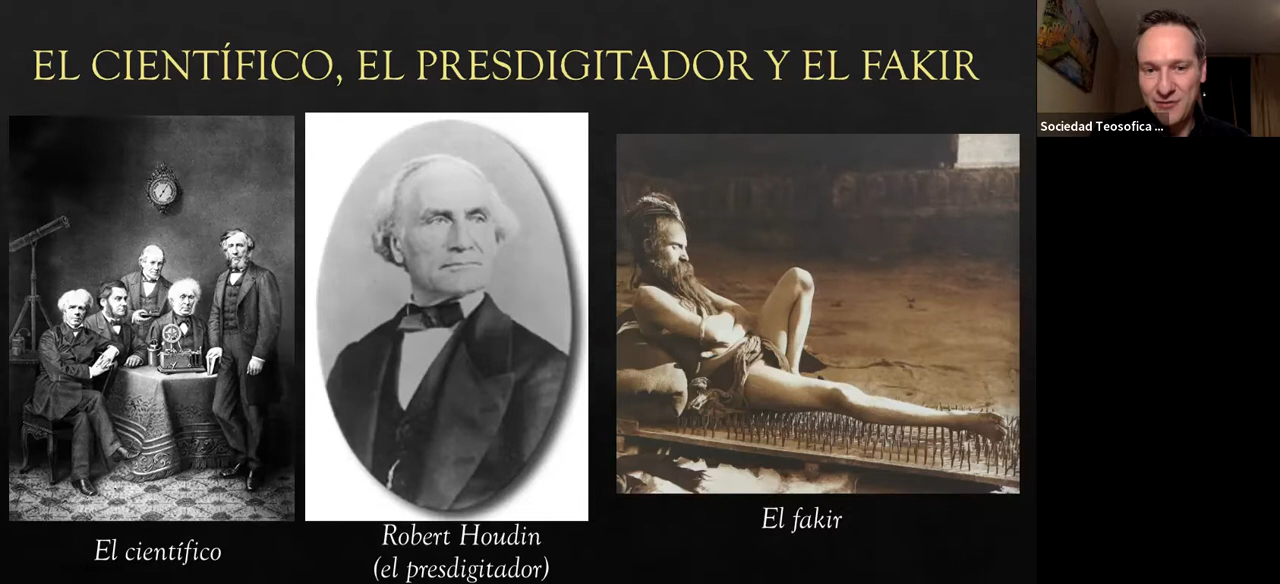 EL CIENTÍFICO, EL PRESDIGITADOR Y EL FAKIR
Sociedad Teosofica ...
El científico
Robert Houdin
(el presdigitador)
El fakir